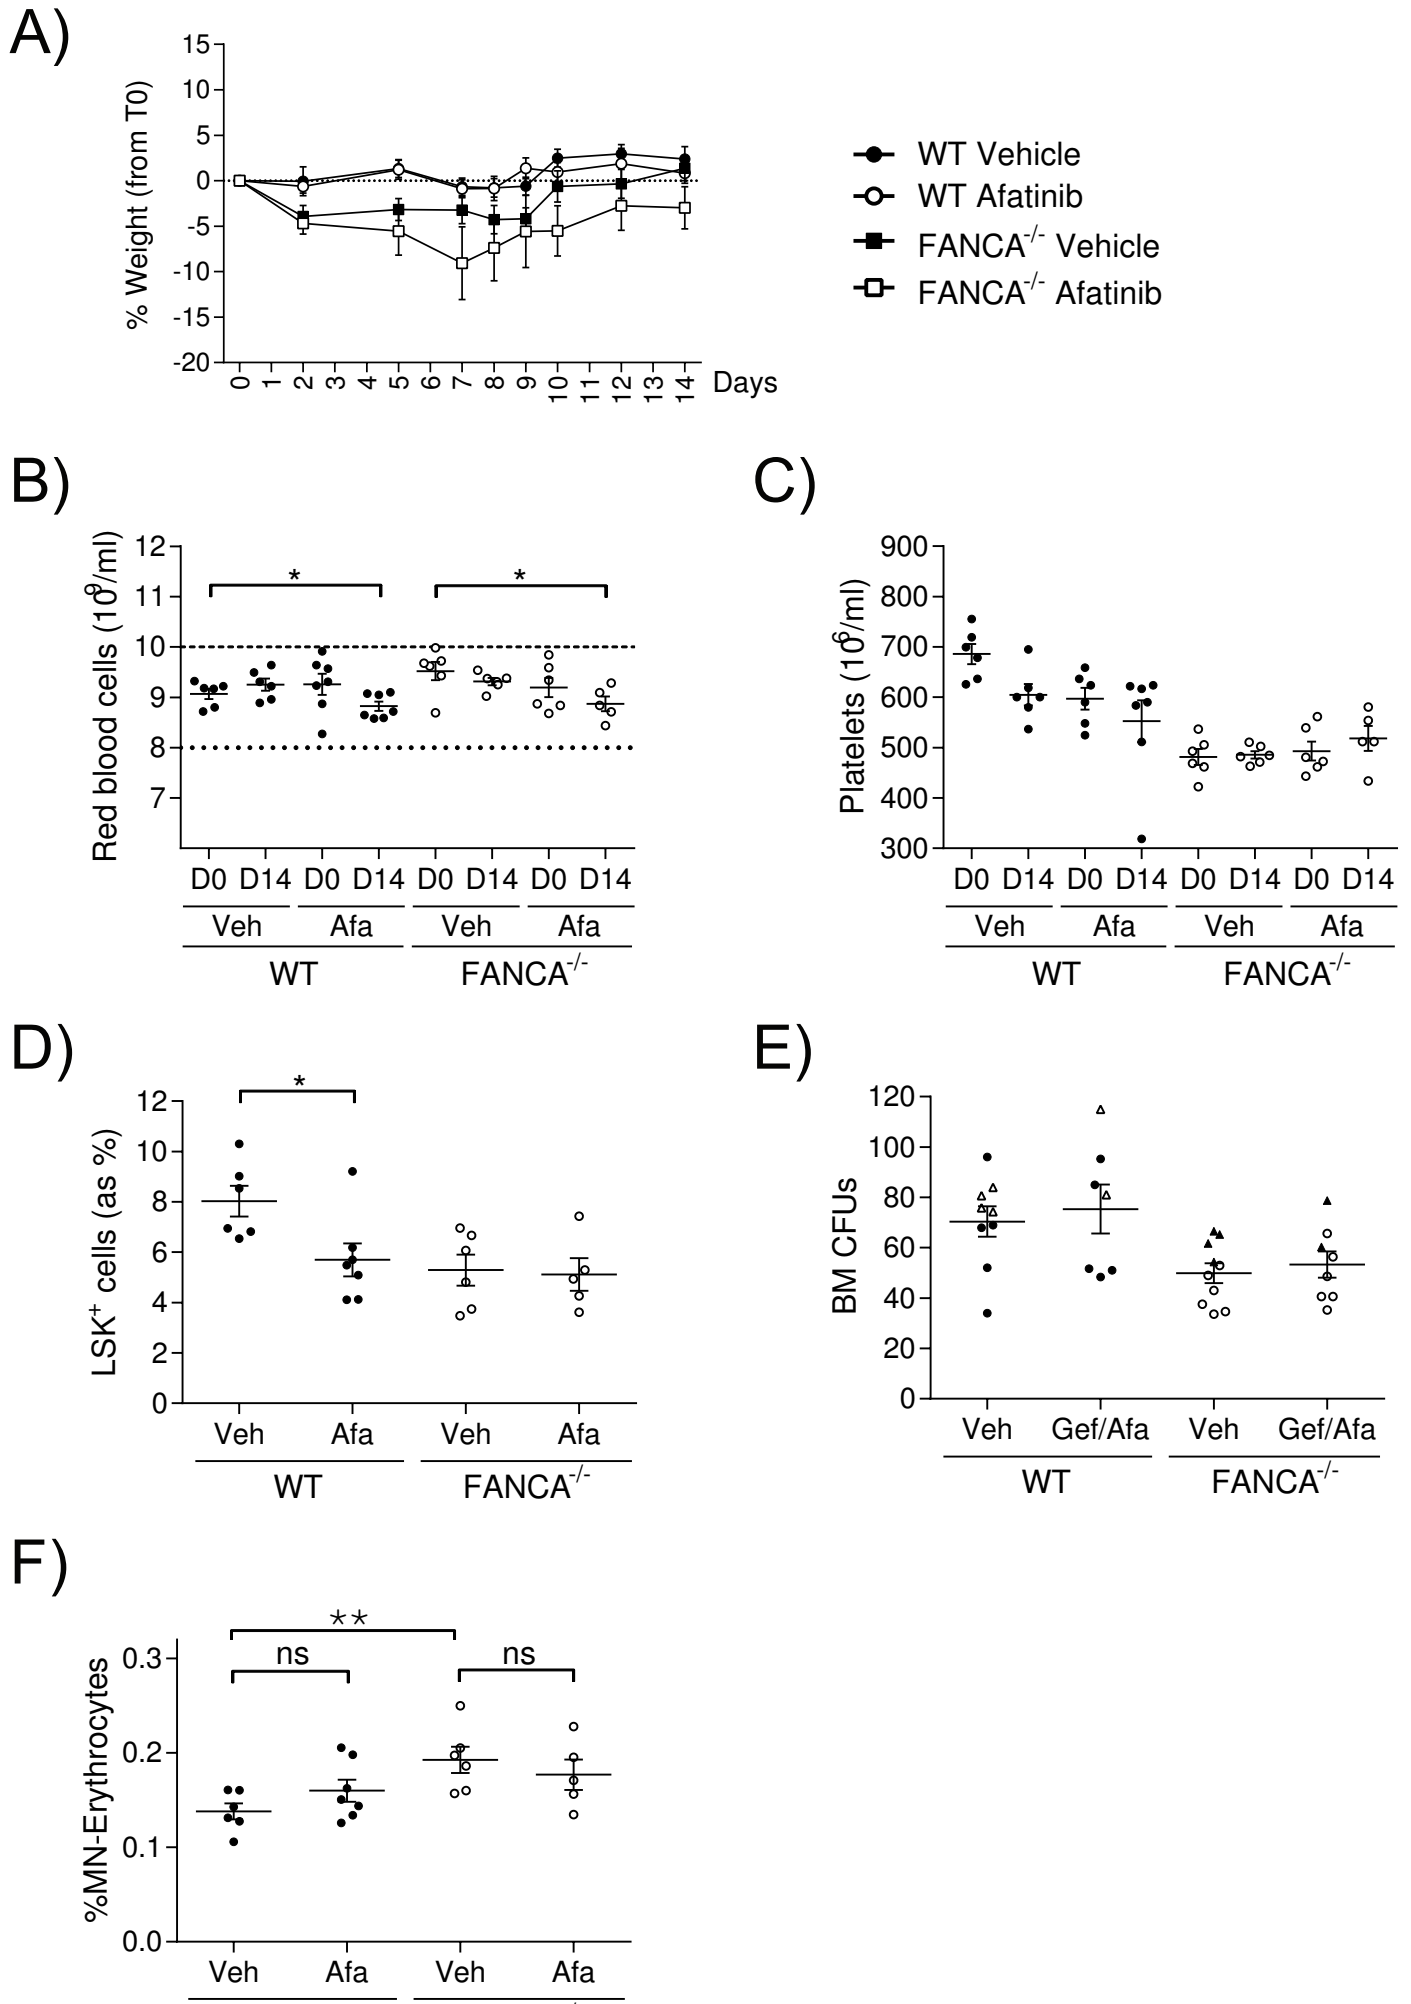 A)
% Weight (from T0)
15
10
5
0
-5
-10
-15
-20
0 1 2 3 4 5 6 7 8 9 10 11 12 13 14 Days
WT Vehicle
WT Afatinib
FANCA-/- Vehicle
FANCA-/- Afatinib
B)
Red blood cells (10^9/ml)
12
11
10
9
8
7
* *
D0 D14 D0 D14 D0 D14 D0 D14
Veh Afa Veh Afa
WT FANCA-/-
C)
Platelets (10^6/ml)
900
800
700
600
500
400
300
D0 D14 D0 D14 D0 D14 D0 D14
Veh Afa Veh Afa
WT FANCA-/-
D)
LSK+ cells (as %)
12
10
8
6
4
2
0
*
Veh Afa Veh Afa
WT FANCA-/-
E)
BM CFUs
120
100
80
60
40
20
0
Veh Gef/Afa Veh Gef/Afa
WT FANCA-/-
F)
%MN-Erythrocytes
0.3
0.2
0.1
0.0
**
ns ns
Veh Afa Veh Afa